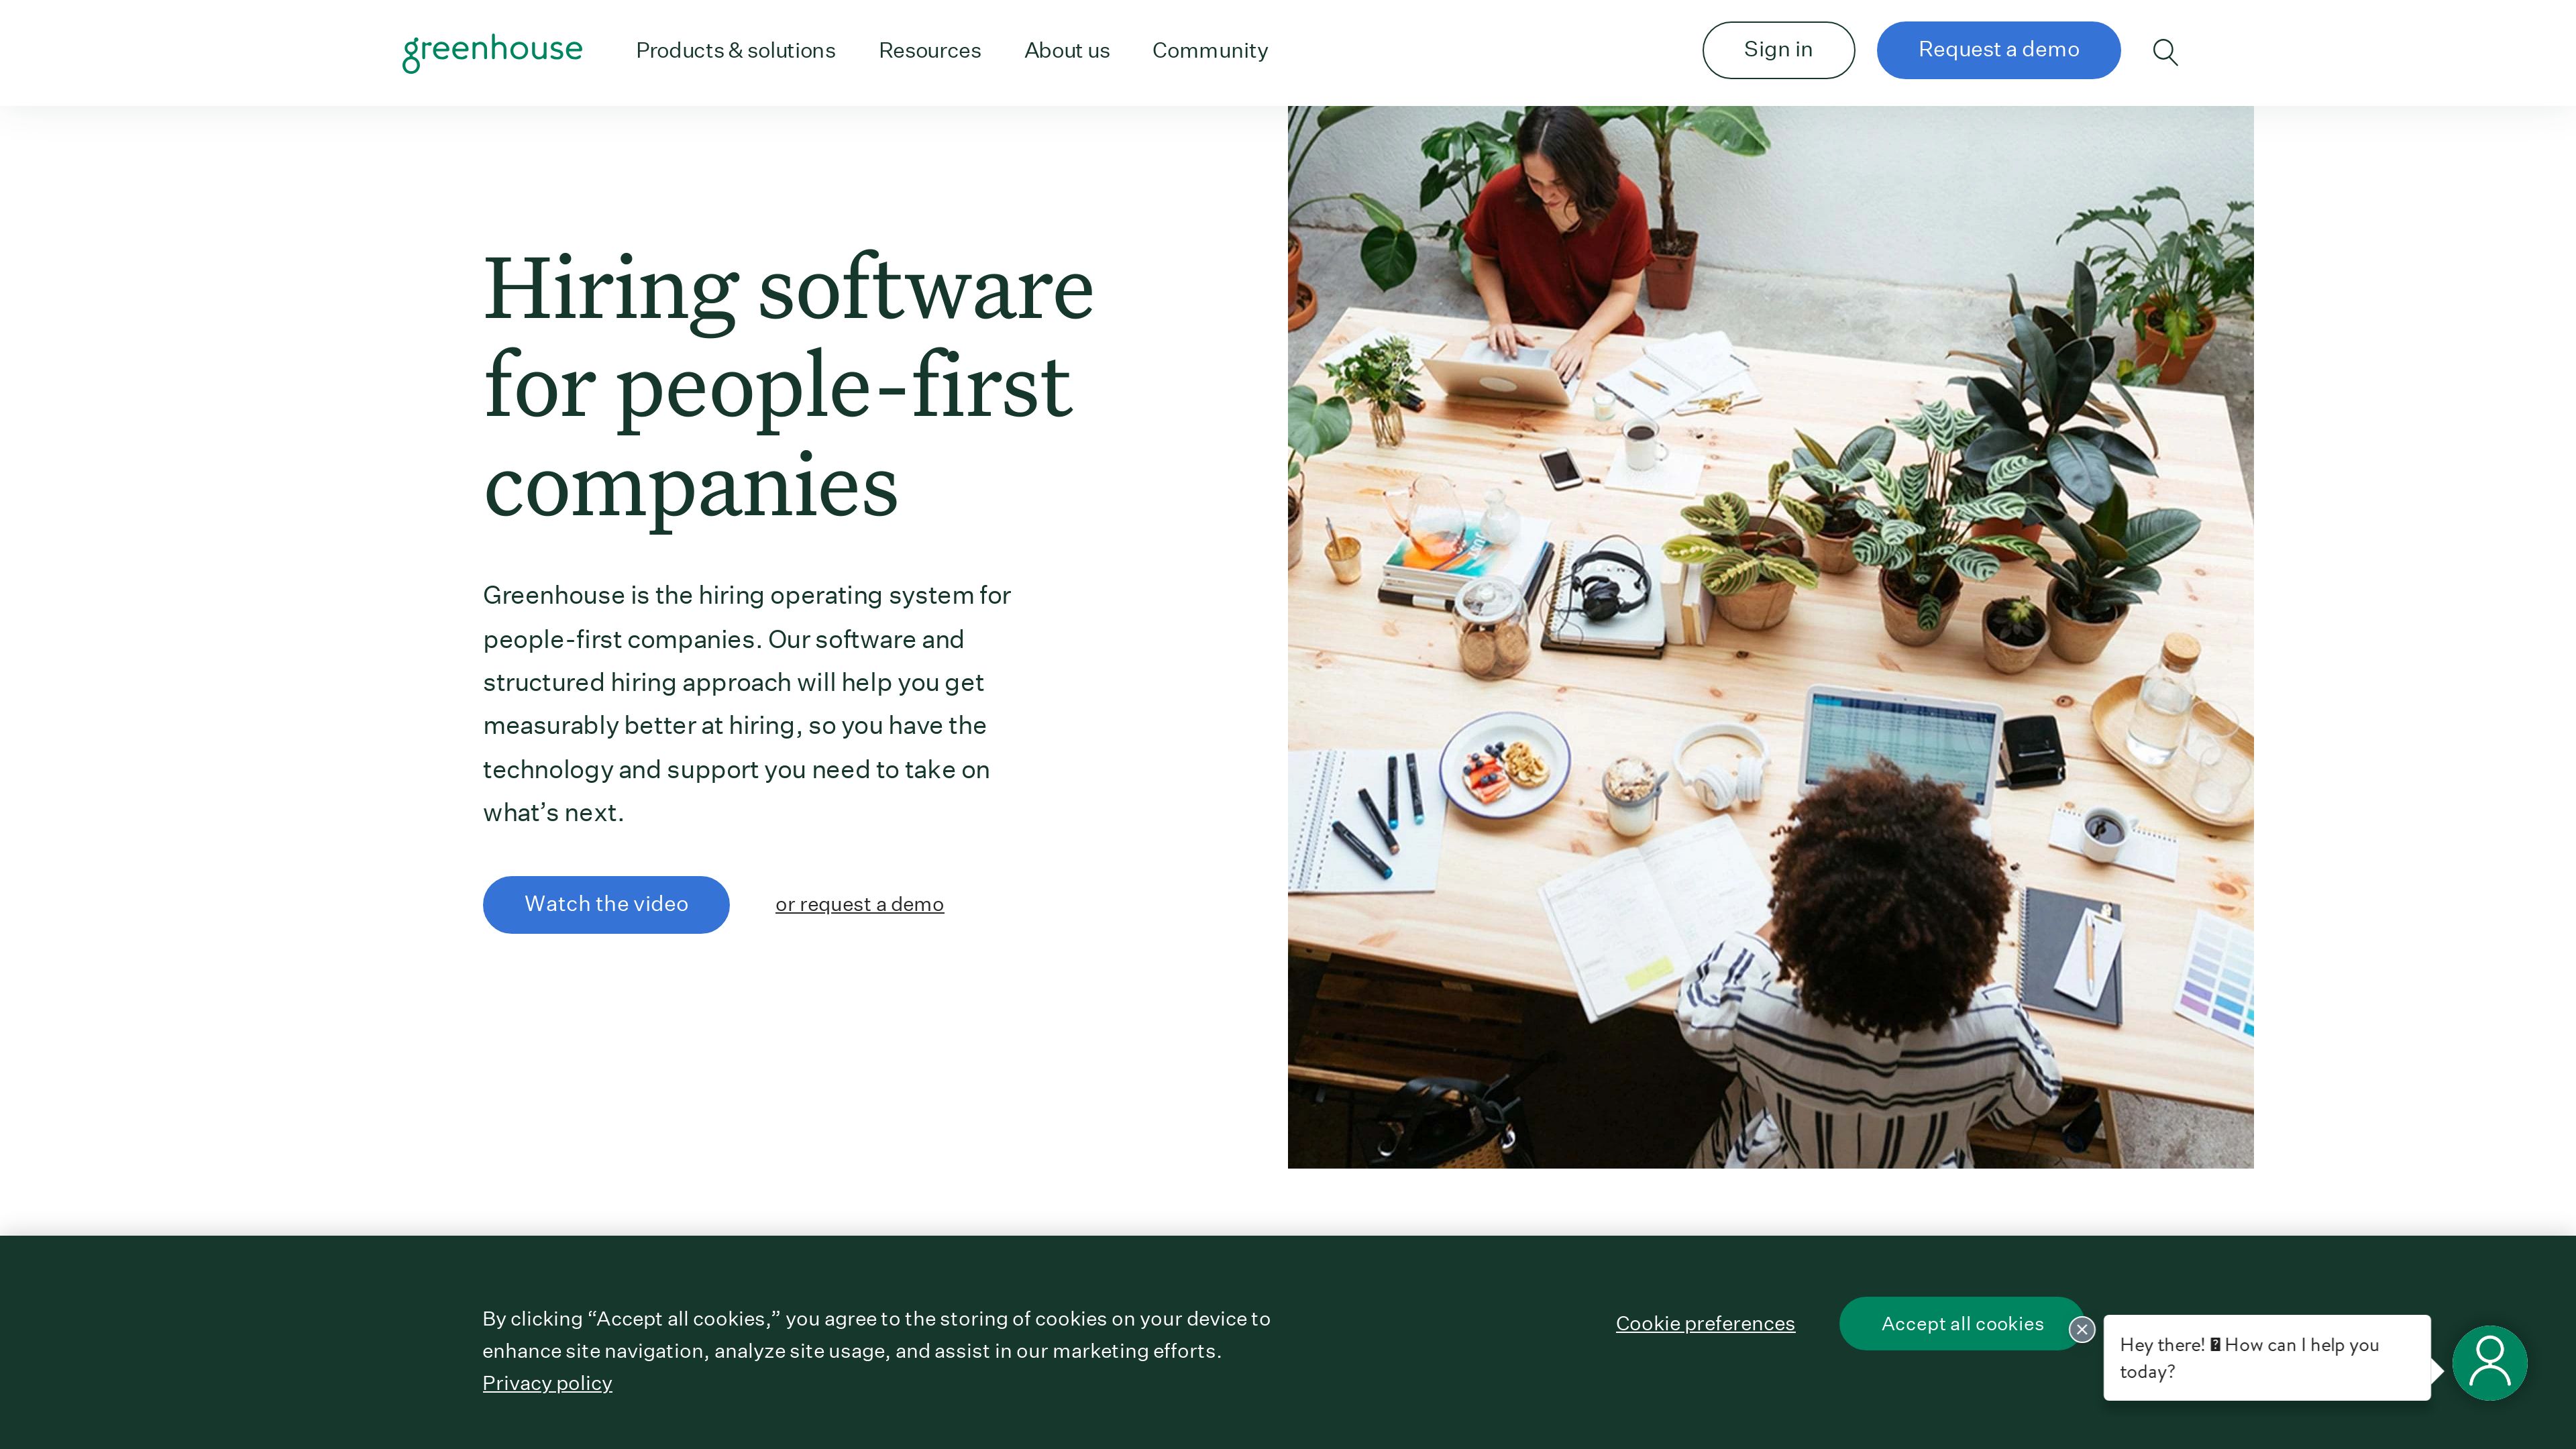 greenhouse
Products & solutions
Resources
About us
Community
Sign in
Request a demo
Hiring software
for people-first
companies
Greenhouse is the hiring operating system for
people-first companies. Our software and
structured hiring approach will help you get
measurably better at hiring, so you have the
technology and support you need to take on
what’s next.
Watch the video
or request a demo
By clicking “Accept all cookies,” you agree to the storing of cookies on your device to
enhance site navigation, analyze site usage, and assist in our marketing efforts.
Privacy policy
Cookie preferences
Accept all cookies
Hey there! How can I help you
today?